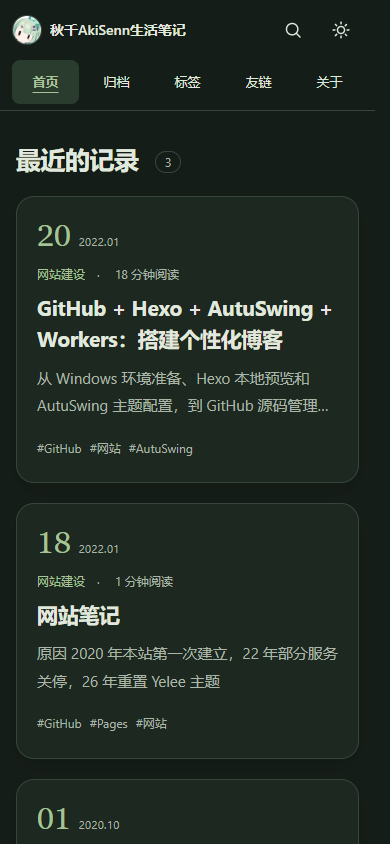 秋千AkiSenn生活笔记
首页 归档 标签 友链 关于
最近的记录 3
20 2022.01
网站建设 · 18 分钟阅读
GitHub + Hexo + AutuSwing +
Workers：搭建个性化博客
从 Windows 环境准备、Hexo 本地预览和
AutuSwing 主题配置，到 GitHub 源码管理...
#GitHub #网站 #AutuSwing
18 2022.01
网站建设 · 1 分钟阅读
网站笔记
原因 2020 年本站第一次建立，22 年部分服务
关停，26 年重置 Yelee 主题
#GitHub #Pages #网站
01 2020.10